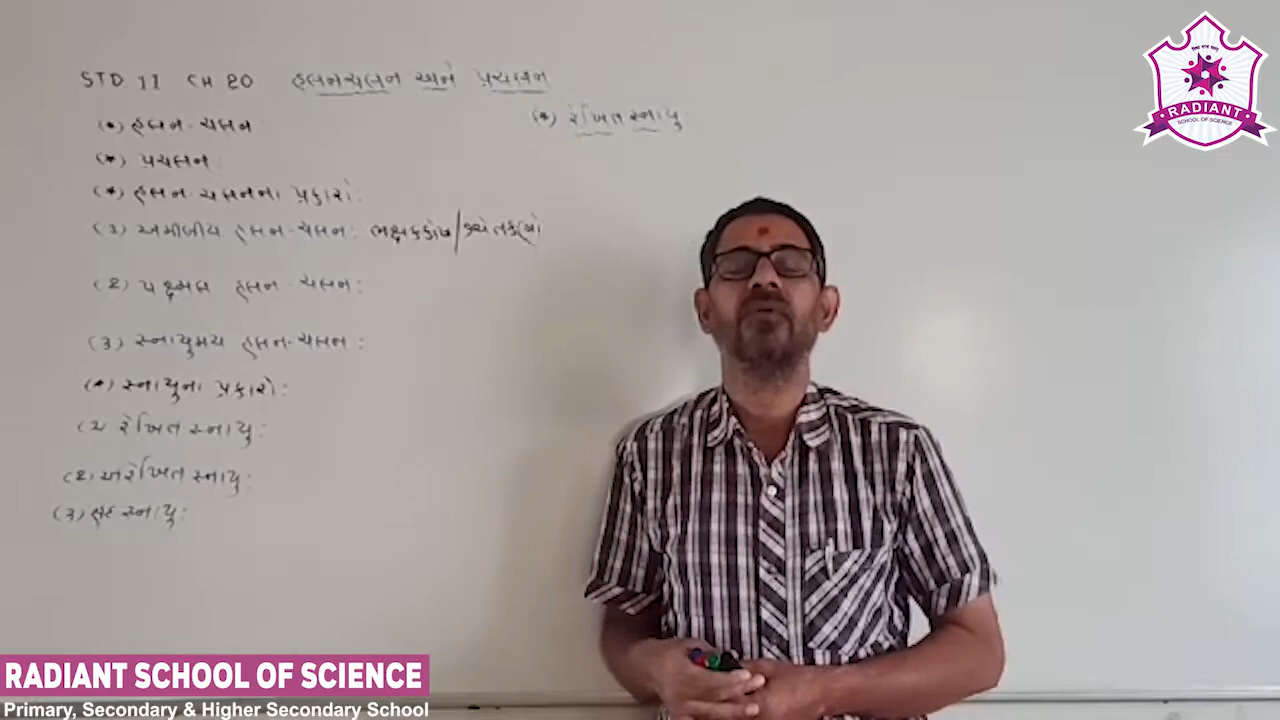 STD 11 CH 20 હલનચલન અને પ્રચલન
(*) હલન-ચલન
(*) પ્રચલન:
(*) હલન-ચલનના પ્રકારો:
(1) અમીબીય હલન-ચલન: ભક્ષકકોષ/શ્વેતકણો
(2) પક્ષ્મલ હલન-ચલન:
(3) સ્નાયુમય હલન-ચલન:
(*) સ્નાયુના પ્રકારો:
(1) રેખિત સ્નાયુ:
(2) અરેખિત સ્નાયુ:
(3) હૃદ સ્નાયુ:
(*) રેખિત સ્નાયુ:
RADIANT
SCHOOL OF SCIENCE
RADIANT SCHOOL OF SCIENCE
Primary, Secondary & Higher Secondary School